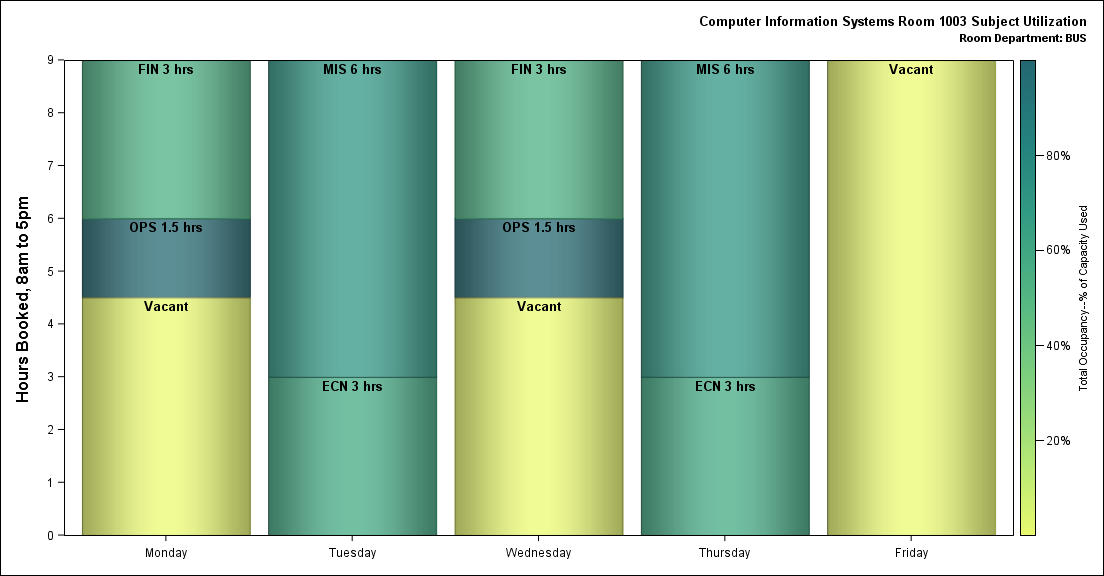 Computer Information Systems Room 1003 Subject Utilization
Room Department: BUS
Hours Booked, 8am to 5pm
9
8
7
6
5
4
3
2
1
0
FIN 3 hrs
OPS 1.5 hrs
Vacant
MIS 6 hrs
ECN 3 hrs
FIN 3 hrs
OPS 1.5 hrs
Vacant
MIS 6 hrs
ECN 3 hrs
Vacant
Monday
Tuesday
Wednesday
Thursday
Friday
80%
60%
40%
20%
Total Occupancy--% of Capacity Used